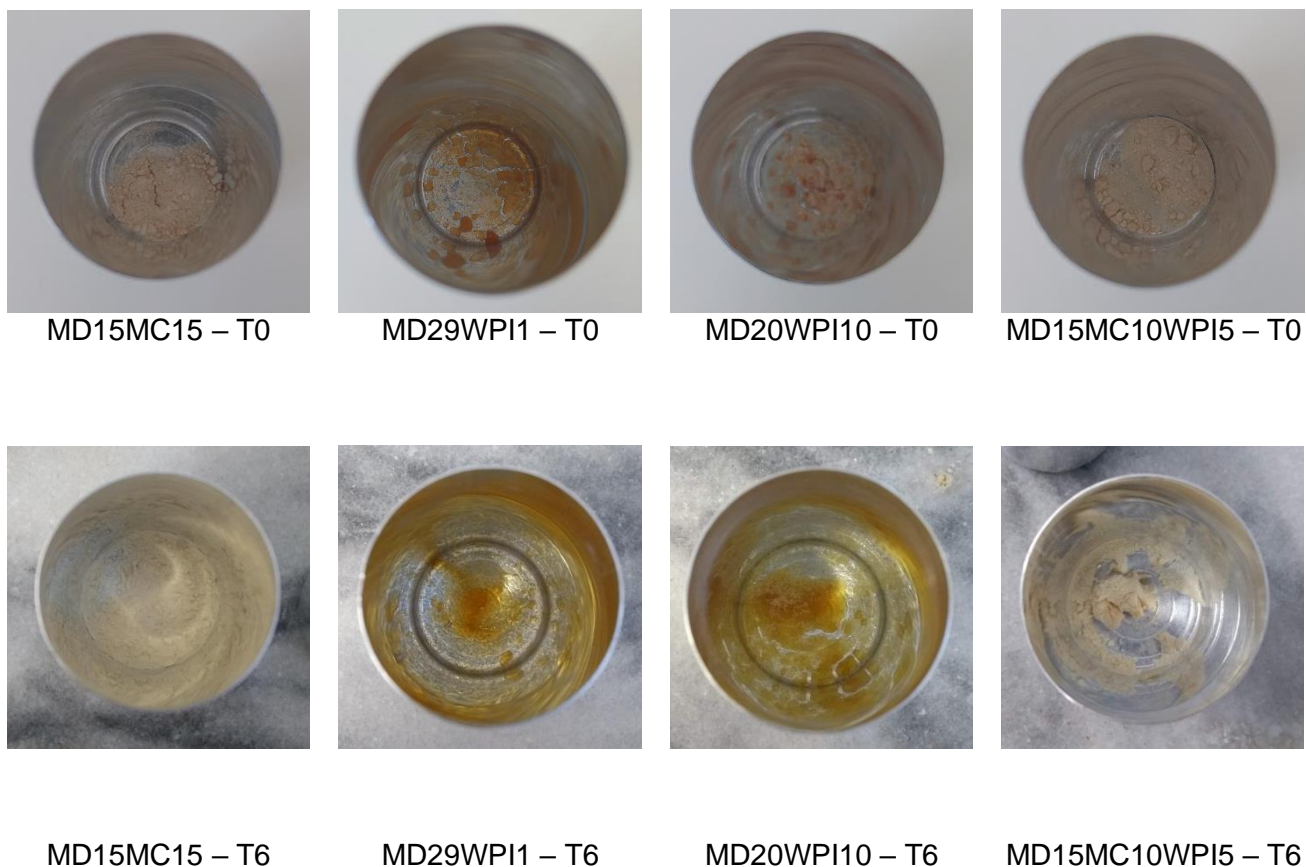 MD15MC15 – T0
MD29WPI1 – T0
MD20WPI10 – T0
MD15MC10WPI5 – T0
MD15MC15 – T6
MD29WPI1 – T6
MD20WPI10 – T6
MD15MC10WPI5 – T6